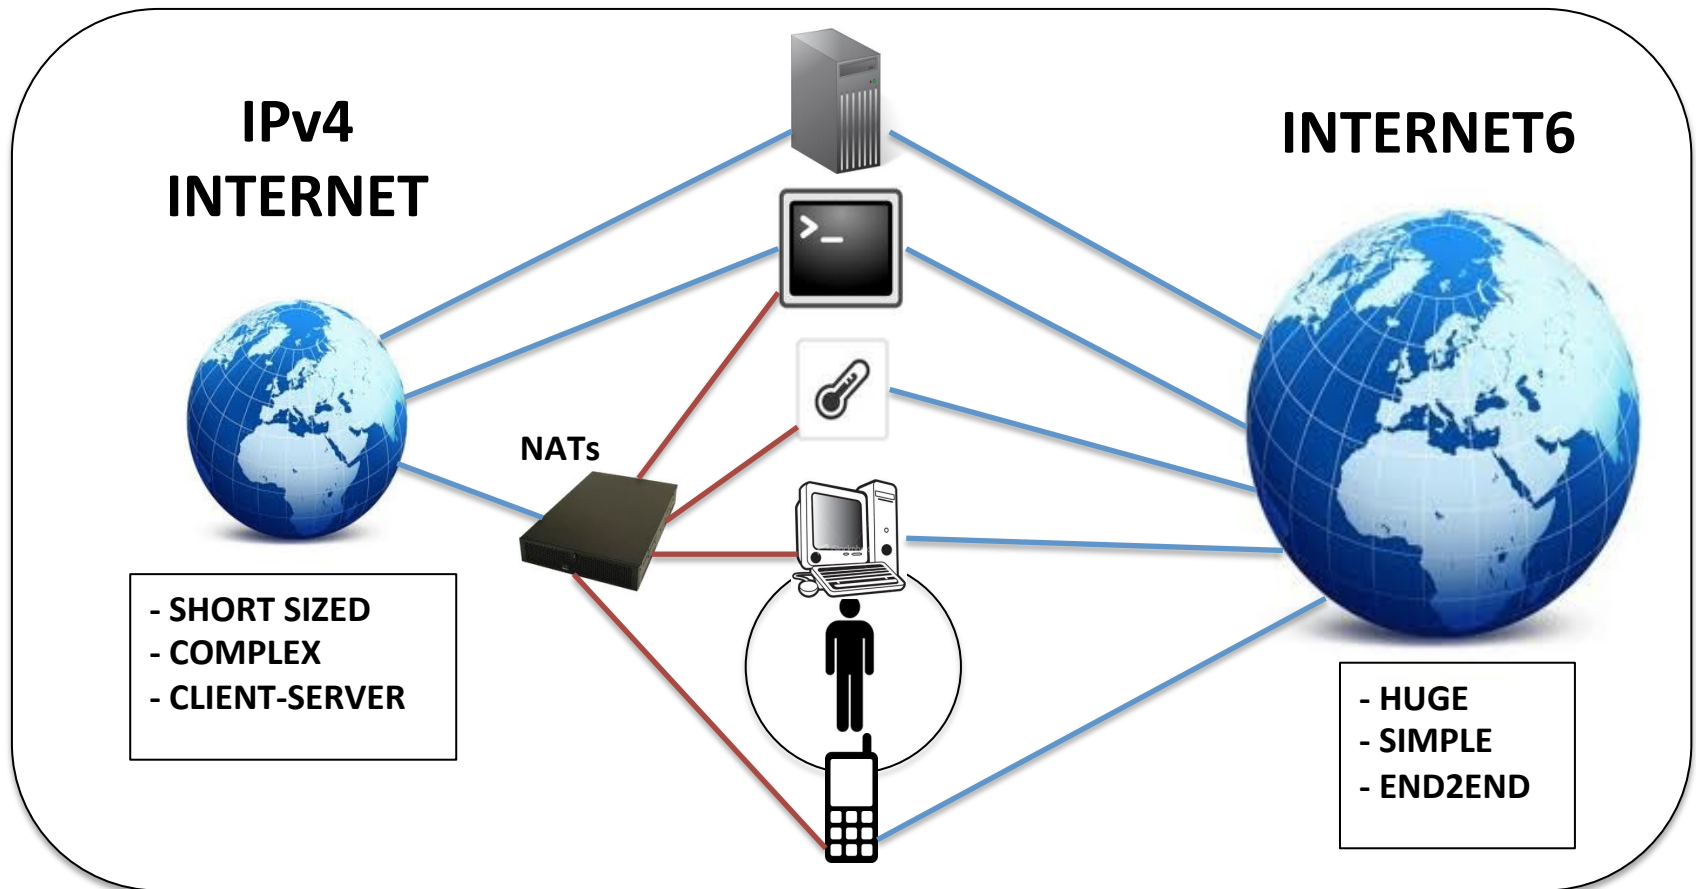 IPv4
INTERNET
INTERNET6
>_
NATs
- SHORT SIZED
- COMPLEX
- CLIENT-SERVER
- HUGE
- SIMPLE
- END2END